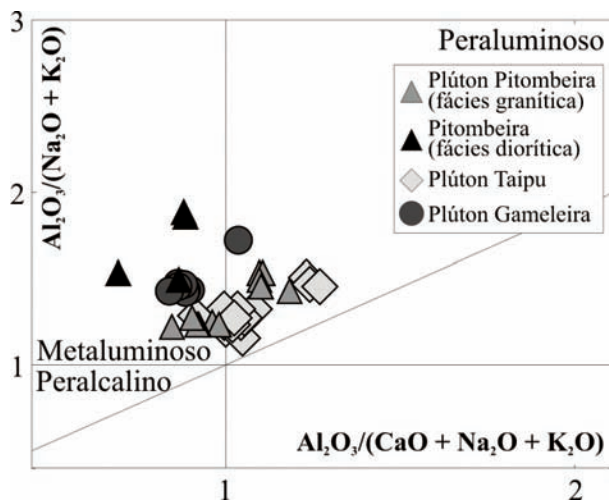 3
Peraluminoso
Al₂O₃/(Na₂O + K₂O)
Plúton Pitombeira
(fácies granítica)
Pitombeira
(fácies diorítica)
Plúton Taipu
Plúton Gameleira
2
Metaluminoso
1
Peralcalino
Al₂O₃/(CaO + Na₂O + K₂O)
1
2